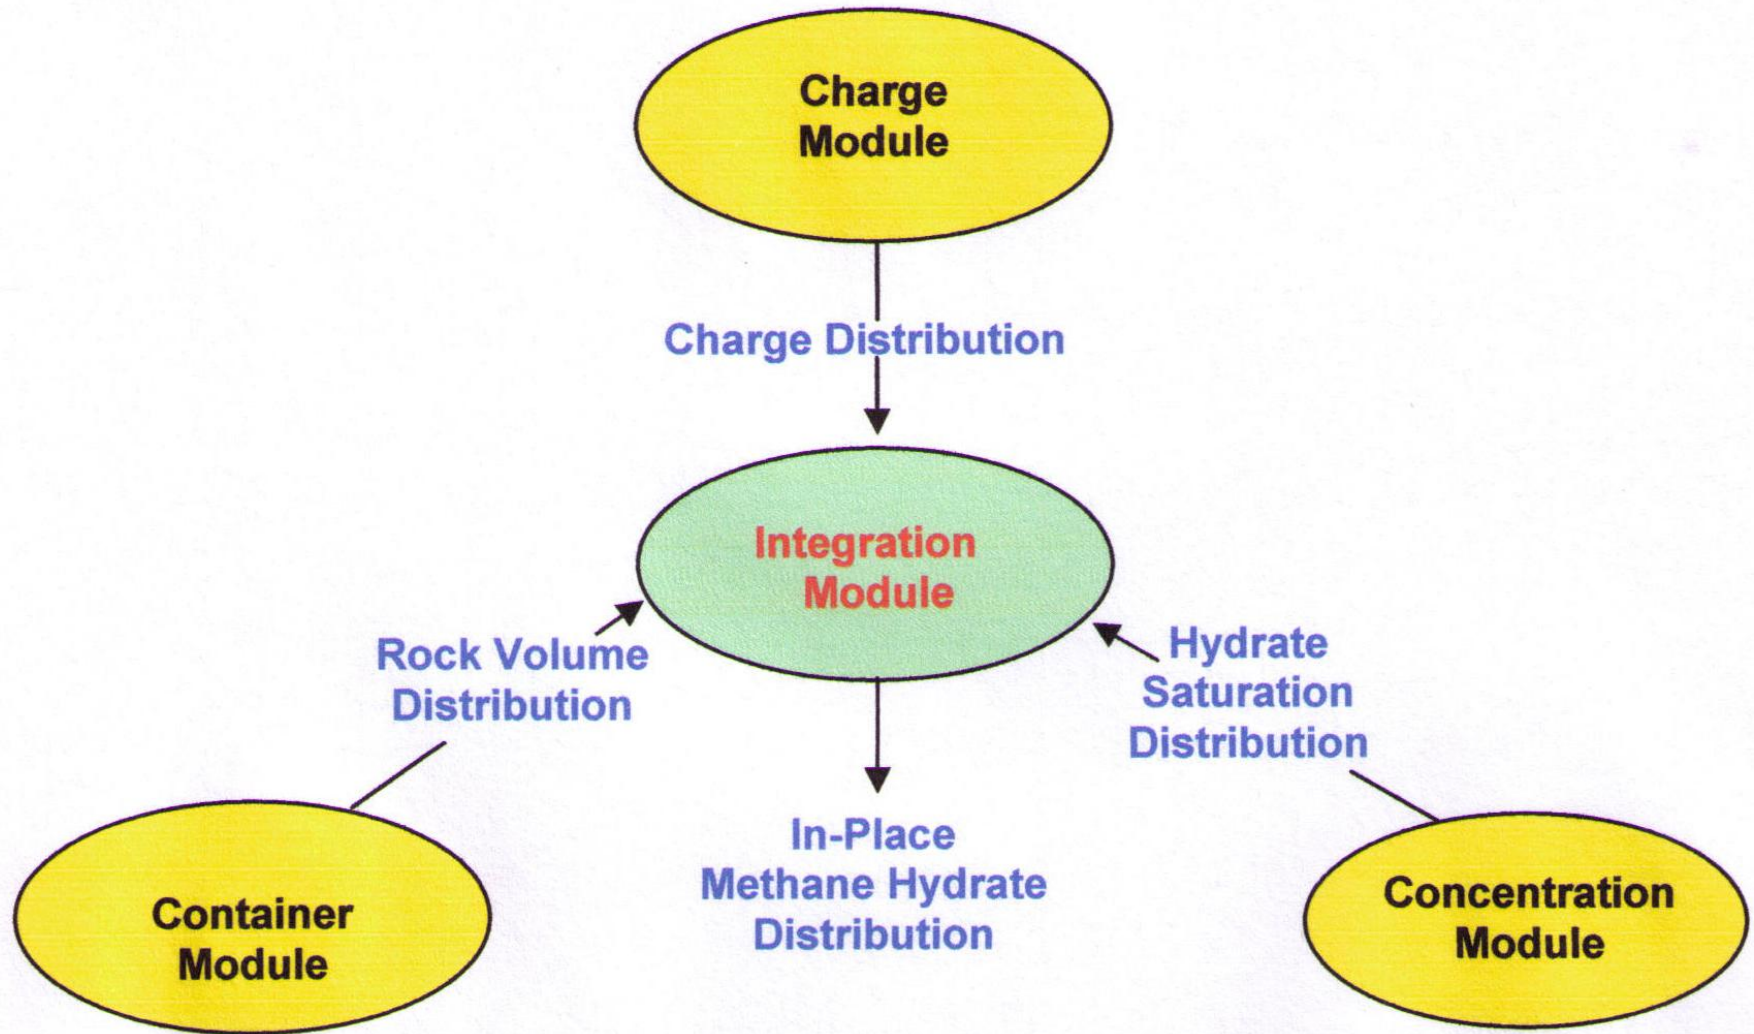 Charge
Module
Charge Distribution
Integration
Module
Rock Volume
Distribution
Hydrate
Saturation
Distribution
In-Place
Methane Hydrate
Distribution
Container
Module
Concentration
Module